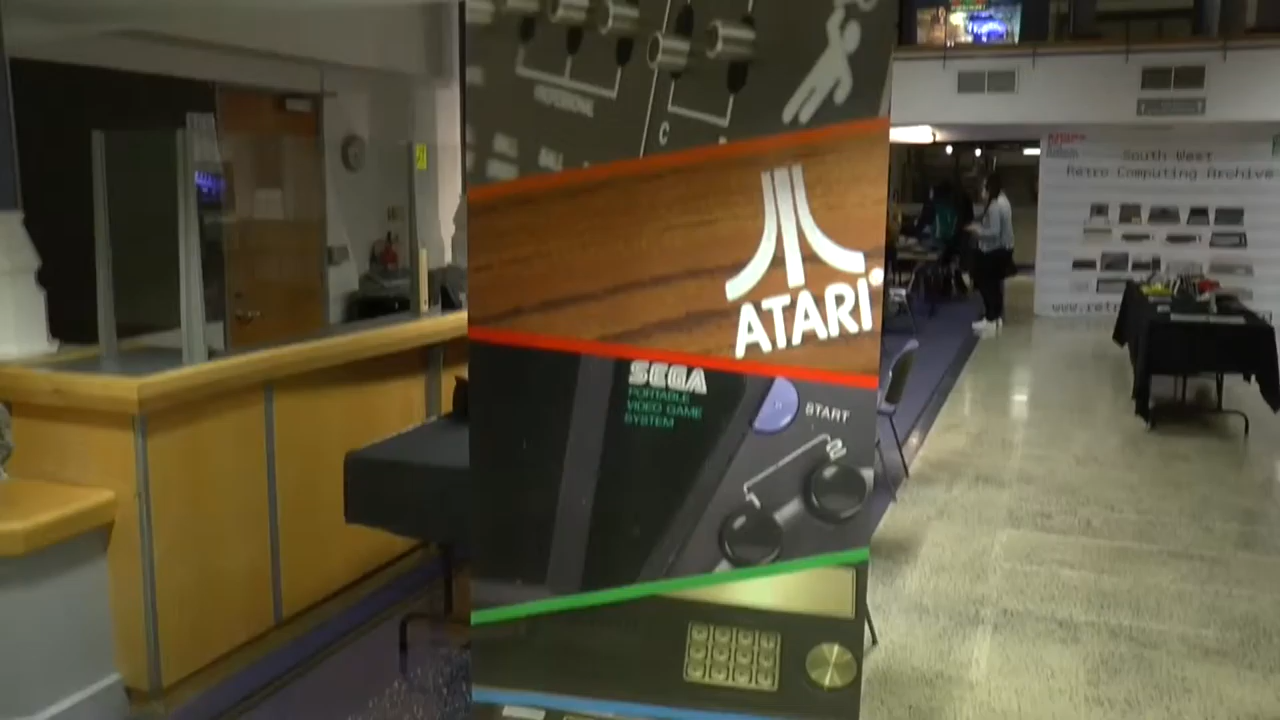 C
ATARI
SEGA
PORTABLE
VIDEO GAME
SYSTEM
START
South West
Retro Computing Archive